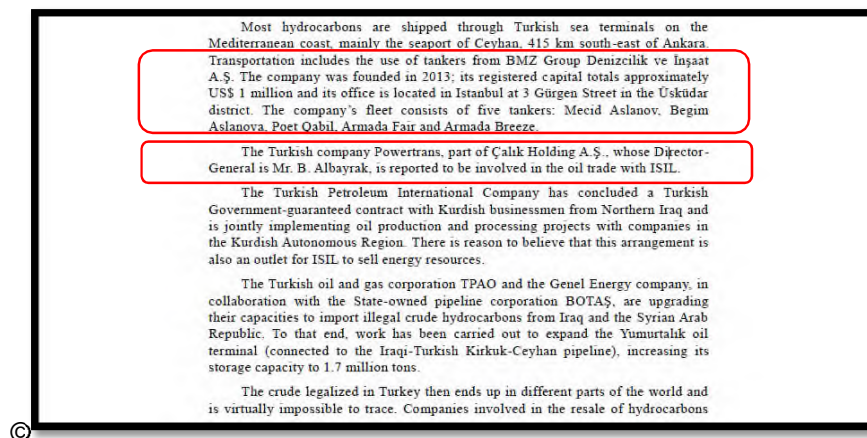 Most hydrocarbons are shipped through Turkish sea terminals on the
Mediterranean coast, mainly the seaport of Ceyhan, 415 km south-east of Ankara.
Transportation includes the use of tankers from BMZ Group Denizcilik ve İnşaat
A.Ş. The company was founded in 2013; its registered capital totals approximately
US$ 1 million and its office is located in Istanbul at 3 Gürgen Street in the Üsküdar
district. The company's fleet consists of five tankers: Mecid Aslanov, Begim
Aslanova, Poet Qabil, Armada Fair and Armada Breeze.
The Turkish company Powertrans, part of Çalık Holding A.Ş., whose Director-
General is Mr. B. Albayrak, is reported to be involved in the oil trade with ISIL.
The Turkish Petroleum International Company has concluded a Turkish
Government-guaranteed contract with Kurdish businessmen from Northern Iraq and
is jointly implementing oil production and processing projects with companies in
the Kurdish Autonomous Region. There is reason to believe that this arrangement is
also an outlet for ISIL to sell energy resources.
The Turkish oil and gas corporation TPAO and the Genel Energy company, in
collaboration with the State-owned pipeline corporation BOTAŞ, are upgrading
their capacities to import illegal crude hydrocarbons from Iraq and the Syrian Arab
Republic. To that end, work has been carried out to expand the Yumurtalık oil
terminal (connected to the Iraqi-Turkish Kirkuk-Ceyhan pipeline), increasing its
storage capacity to 1.7 million tons.
The crude legalized in Turkey then ends up in different parts of the world and
is virtually impossible to trace. Companies involved in the resale of hydrocarbons
©